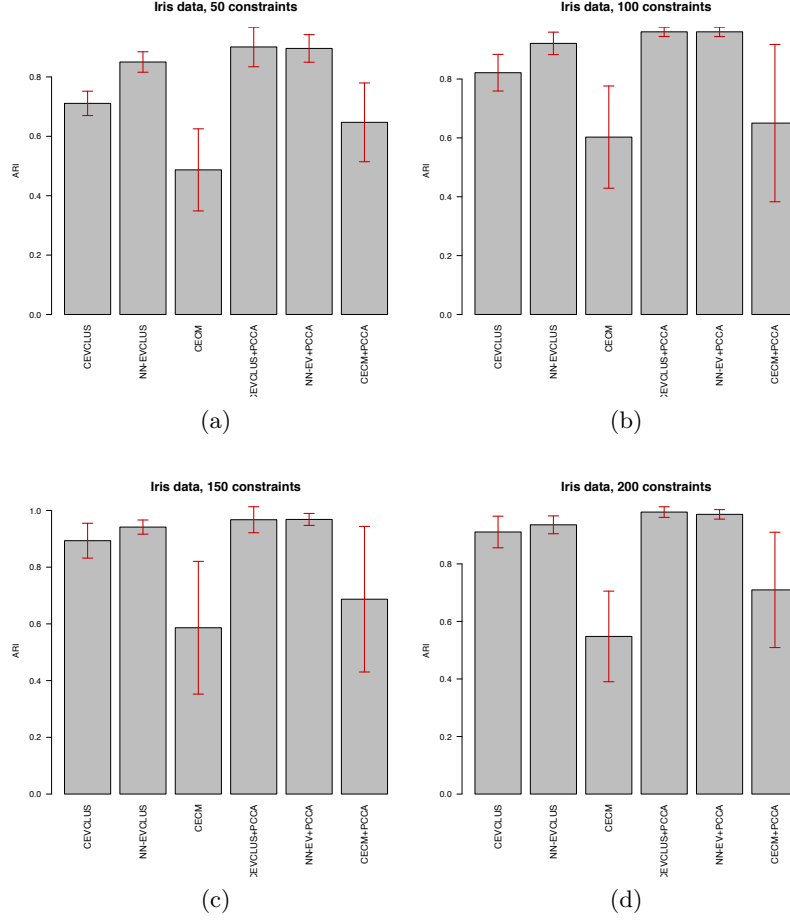 Iris data, 50 constraints
ARI
0.8
0.6
0.4
0.2
0.0
CEVCLUS
NN-EVCLUS
CECM
CEVCLUS+PCCA
NN-EV+PCCA
CECM+PCCA
(a)
Iris data, 100 constraints
ARI
0.8
0.6
0.4
0.2
0.0
CEVCLUS
NN-EVCLUS
CECM
CEVCLUS+PCCA
NN-EV+PCCA
CECM+PCCA
(b)
Iris data, 150 constraints
ARI
1.0
0.8
0.6
0.4
0.2
0.0
CEVCLUS
NN-EVCLUS
CECM
CEVCLUS+PCCA
NN-EV+PCCA
CECM+PCCA
(c)
Iris data, 200 constraints
ARI
0.8
0.6
0.4
0.2
0.0
CEVCLUS
NN-EVCLUS
CECM
CEVCLUS+PCCA
NN-EV+PCCA
CECM+PCCA
(d)